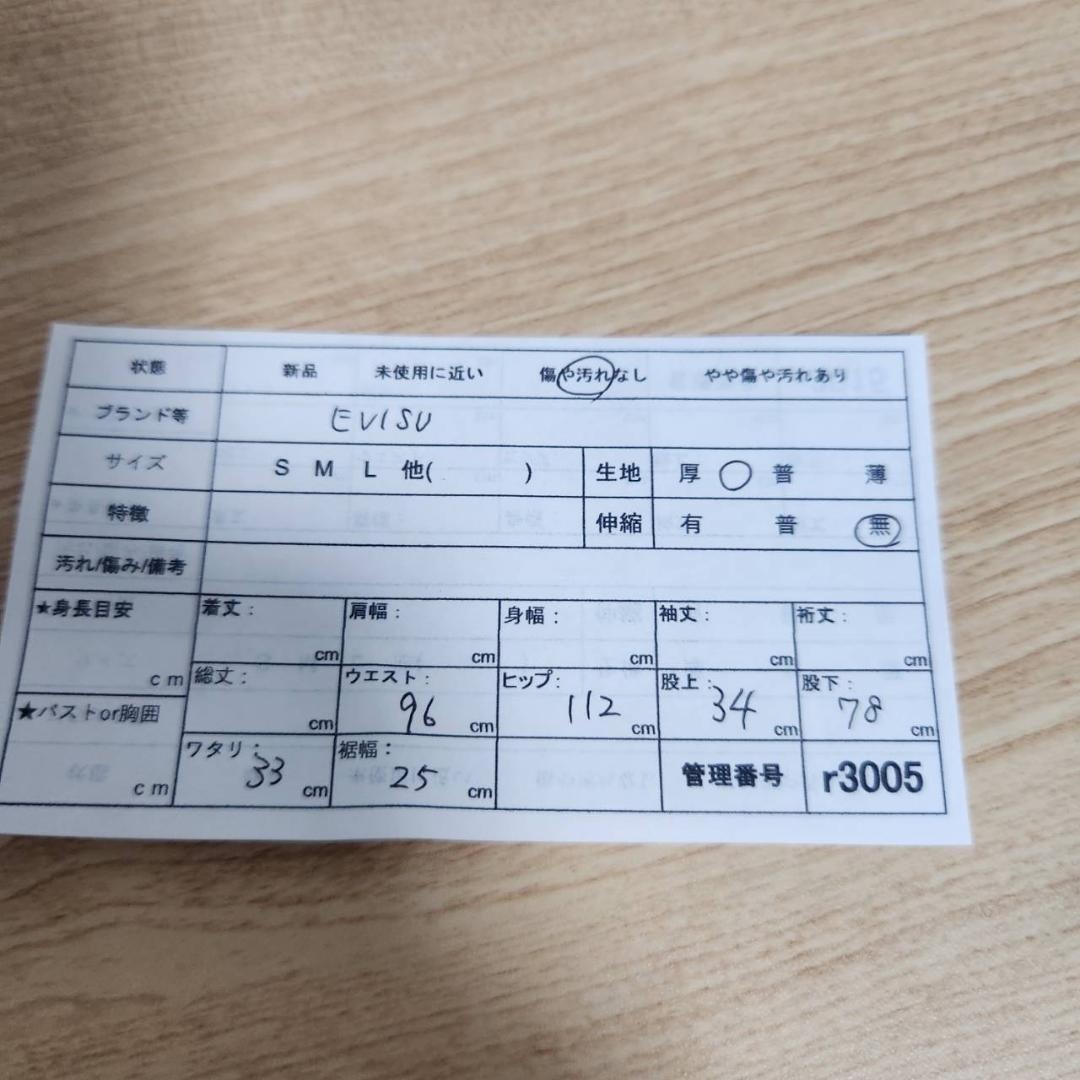 状態 新品 未使用に近い 傷や汚れなし やや傷や汚れあり
ブランド等 EVISU
サイズ S M L 他( ) 生地 厚 普 薄
特徴 伸縮 有 普 無
汚れ/傷み/備考
★身長目安 cm 着丈: cm 肩幅: cm 身幅: cm 袖丈: cm 裄丈: cm
総丈: cm ウエスト: 96 cm ヒップ: 112 cm 股上: 34 cm 股下: 78 cm
★バストor胸囲 cm ワタリ: 33 cm 裾幅: 25 cm 管理番号 r3005